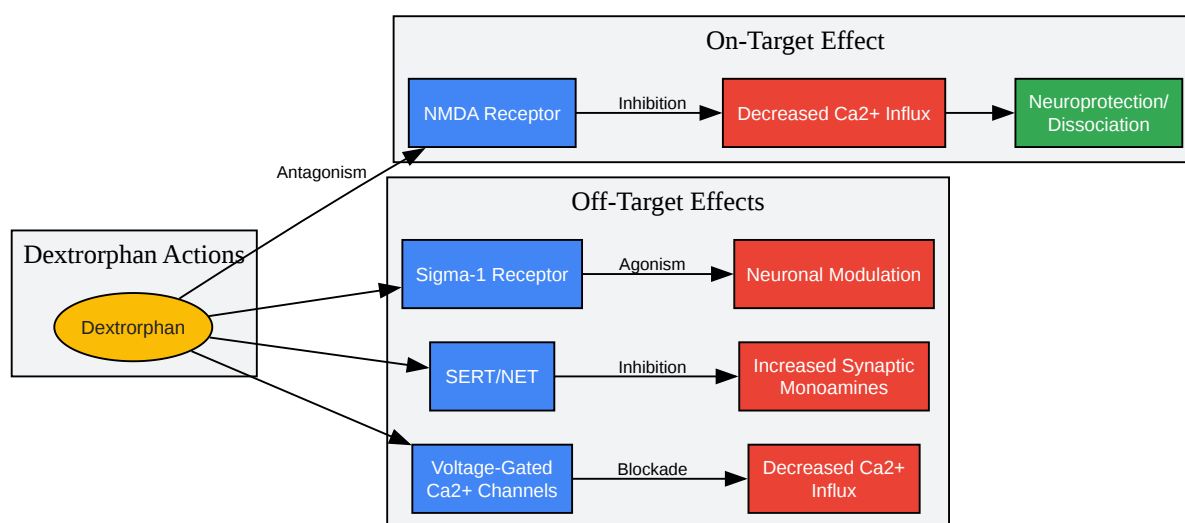 On-Target Effect
NMDA Receptor
Inhibition
Decreased Ca2+ Influx
Neuroprotection/
Dissociation
Antagonism
Off-Target Effects
Dextrorphan Actions
Dextrorphan
Sigma-1 Receptor
Agonism
Neuronal Modulation
SERT/NET
Inhibition
Increased Synaptic
Monoamines
Voltage-Gated
Ca2+ Channels
Blockade
Decreased Ca2+
Influx